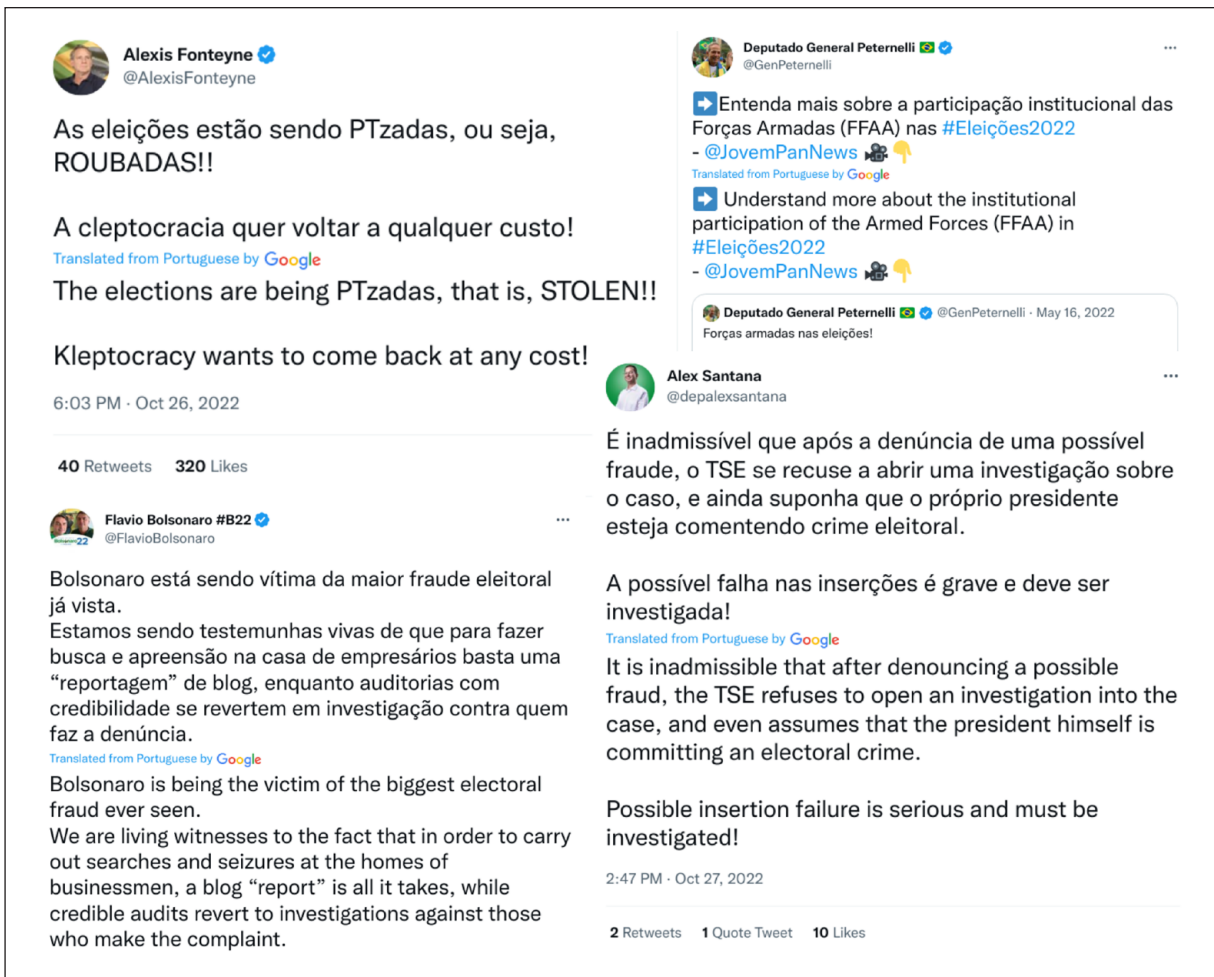 Alexis Fonteyne
@AlexisFonteyne
As eleições estão sendo PTzadas, ou seja,
ROUBADAS!!
A cleptocracia quer voltar a qualquer custo!
Translated from Portuguese by Google
The elections are being PTzadas, that is, STOLEN!!
Kleptocracy wants to come back at any cost!
6:03 PM · Oct 26, 2022
40 Retweets 320 Likes
Flavio Bolsonaro #B22
@FlavioBolsonaro
Bolsonaro está sendo vítima da maior fraude eleitoral
já vista.
Estamos sendo testemunhas vivas de que para fazer
busca e apreensão na casa de empresários basta uma
“reportagem” de blog, enquanto auditorias com
credibilidade se revertem em investigação contra quem
faz a denúncia.
Translated from Portuguese by Google
Bolsonaro is being the victim of the biggest electoral
fraud ever seen.
We are living witnesses to the fact that in order to carry
out searches and seizures at the homes of
businessmen, a blog “report” is all it takes, while
credible audits revert to investigations against those
who make the complaint.
Deputado General Peternelli 🇧🇷
@GenPeternelli
➡️Entenda mais sobre a participação institucional das
Forças Armadas (FFAA) nas #Eleições2022
- @JovemPanNews 🎥👇
Translated from Portuguese by Google
➡️ Understand more about the institutional
participation of the Armed Forces (FFAA) in
#Eleições2022
- @JovemPanNews 🎥👇
Deputado General Peternelli 🇧🇷 @GenPeternelli · May 16, 2022
Forças armadas nas eleições!
Alex Santana
@depalexsantana
É inadmissível que após a denúncia de uma possível
fraude, o TSE se recuse a abrir uma investigação sobre
o caso, e ainda suponha que o próprio presidente
esteja comentendo crime eleitoral.
A possível falha nas inserções é grave e deve ser
investigada!
Translated from Portuguese by Google
It is inadmissible that after denouncing a possible
fraud, the TSE refuses to open an investigation into the
case, and even assumes that the president himself is
committing an electoral crime.
Possible insertion failure is serious and must be
investigated!
2:47 PM · Oct 27, 2022
2 Retweets 1 Quote Tweet 10 Likes